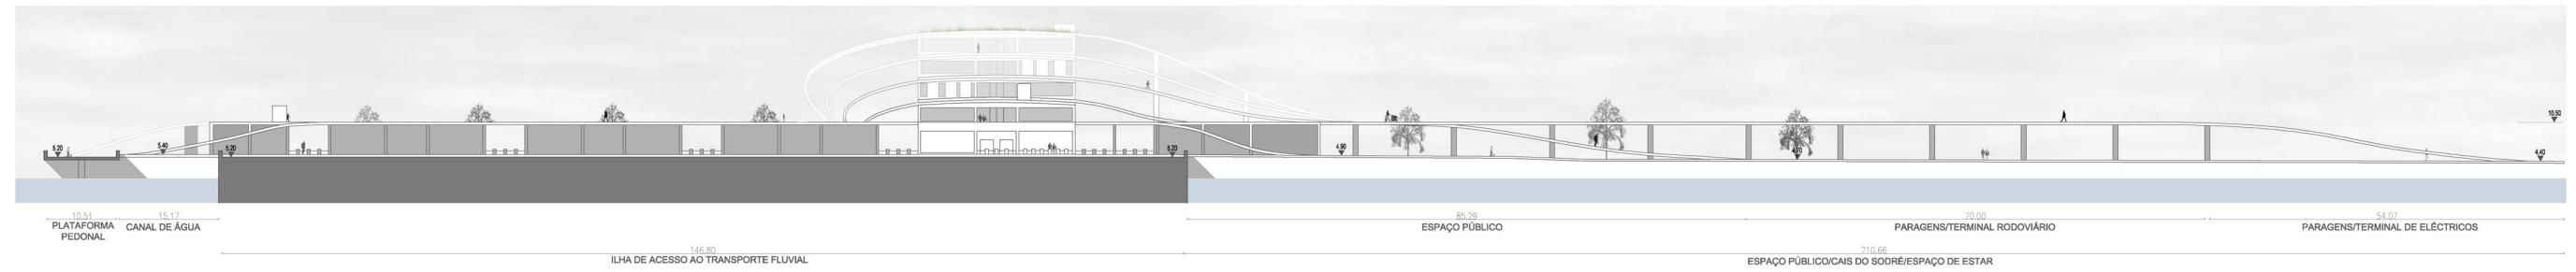 10.50
5.20
5.40
5.20
5.20
4.90
4.70
4.40
10.51
15.17
85.29
70.00
54.07
PLATAFORMA
PEDONAL
CANAL DE ÁGUA
ESPAÇO PÚBLICO
PARAGENS/TERMINAL RODOVIÁRIO
PARAGENS/TERMINAL DE ELÉCTRICOS
146.80
210.66
ILHA DE ACESSO AO TRANSPORTE FLUVIAL
ESPAÇO PÚBLICO/CAIS DO SODRÉ/ESPAÇO DE ESTAR